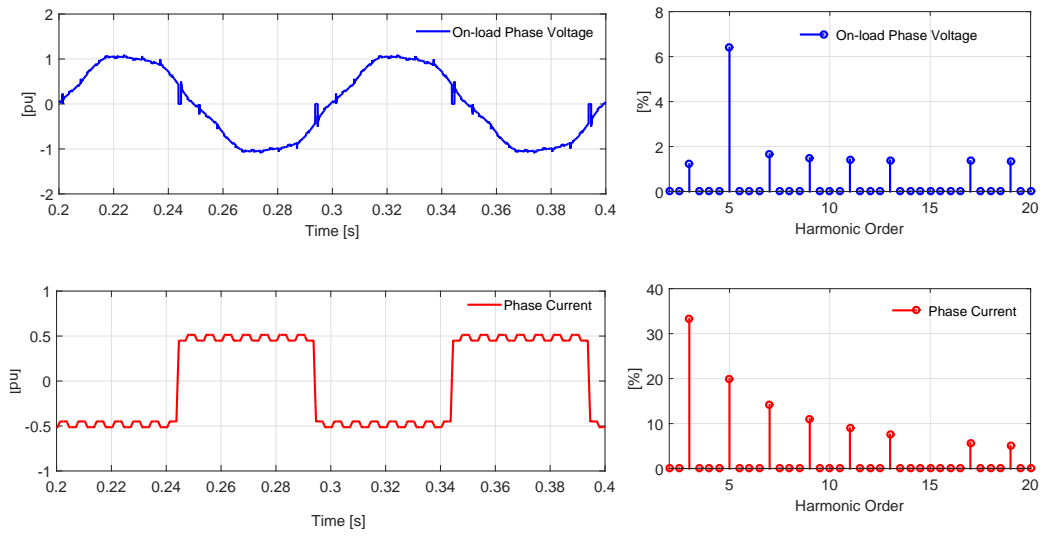 2
1
0
-1
-2
[pu]
On-load Phase Voltage
0.2 0.22 0.24 0.26 0.28 0.3 0.32 0.34 0.36 0.38 0.4
Time [s]
8
6
4
2
0
[%]
On-load Phase Voltage
5 10 15 20
Harmonic Order
1
0.5
0
-0.5
-1
[pu]
Phase Current
0.2 0.22 0.24 0.26 0.28 0.3 0.32 0.34 0.36 0.38 0.4
Time [s]
40
30
20
10
0
[%]
Phase Current
5 10 15 20
Harmonic Order